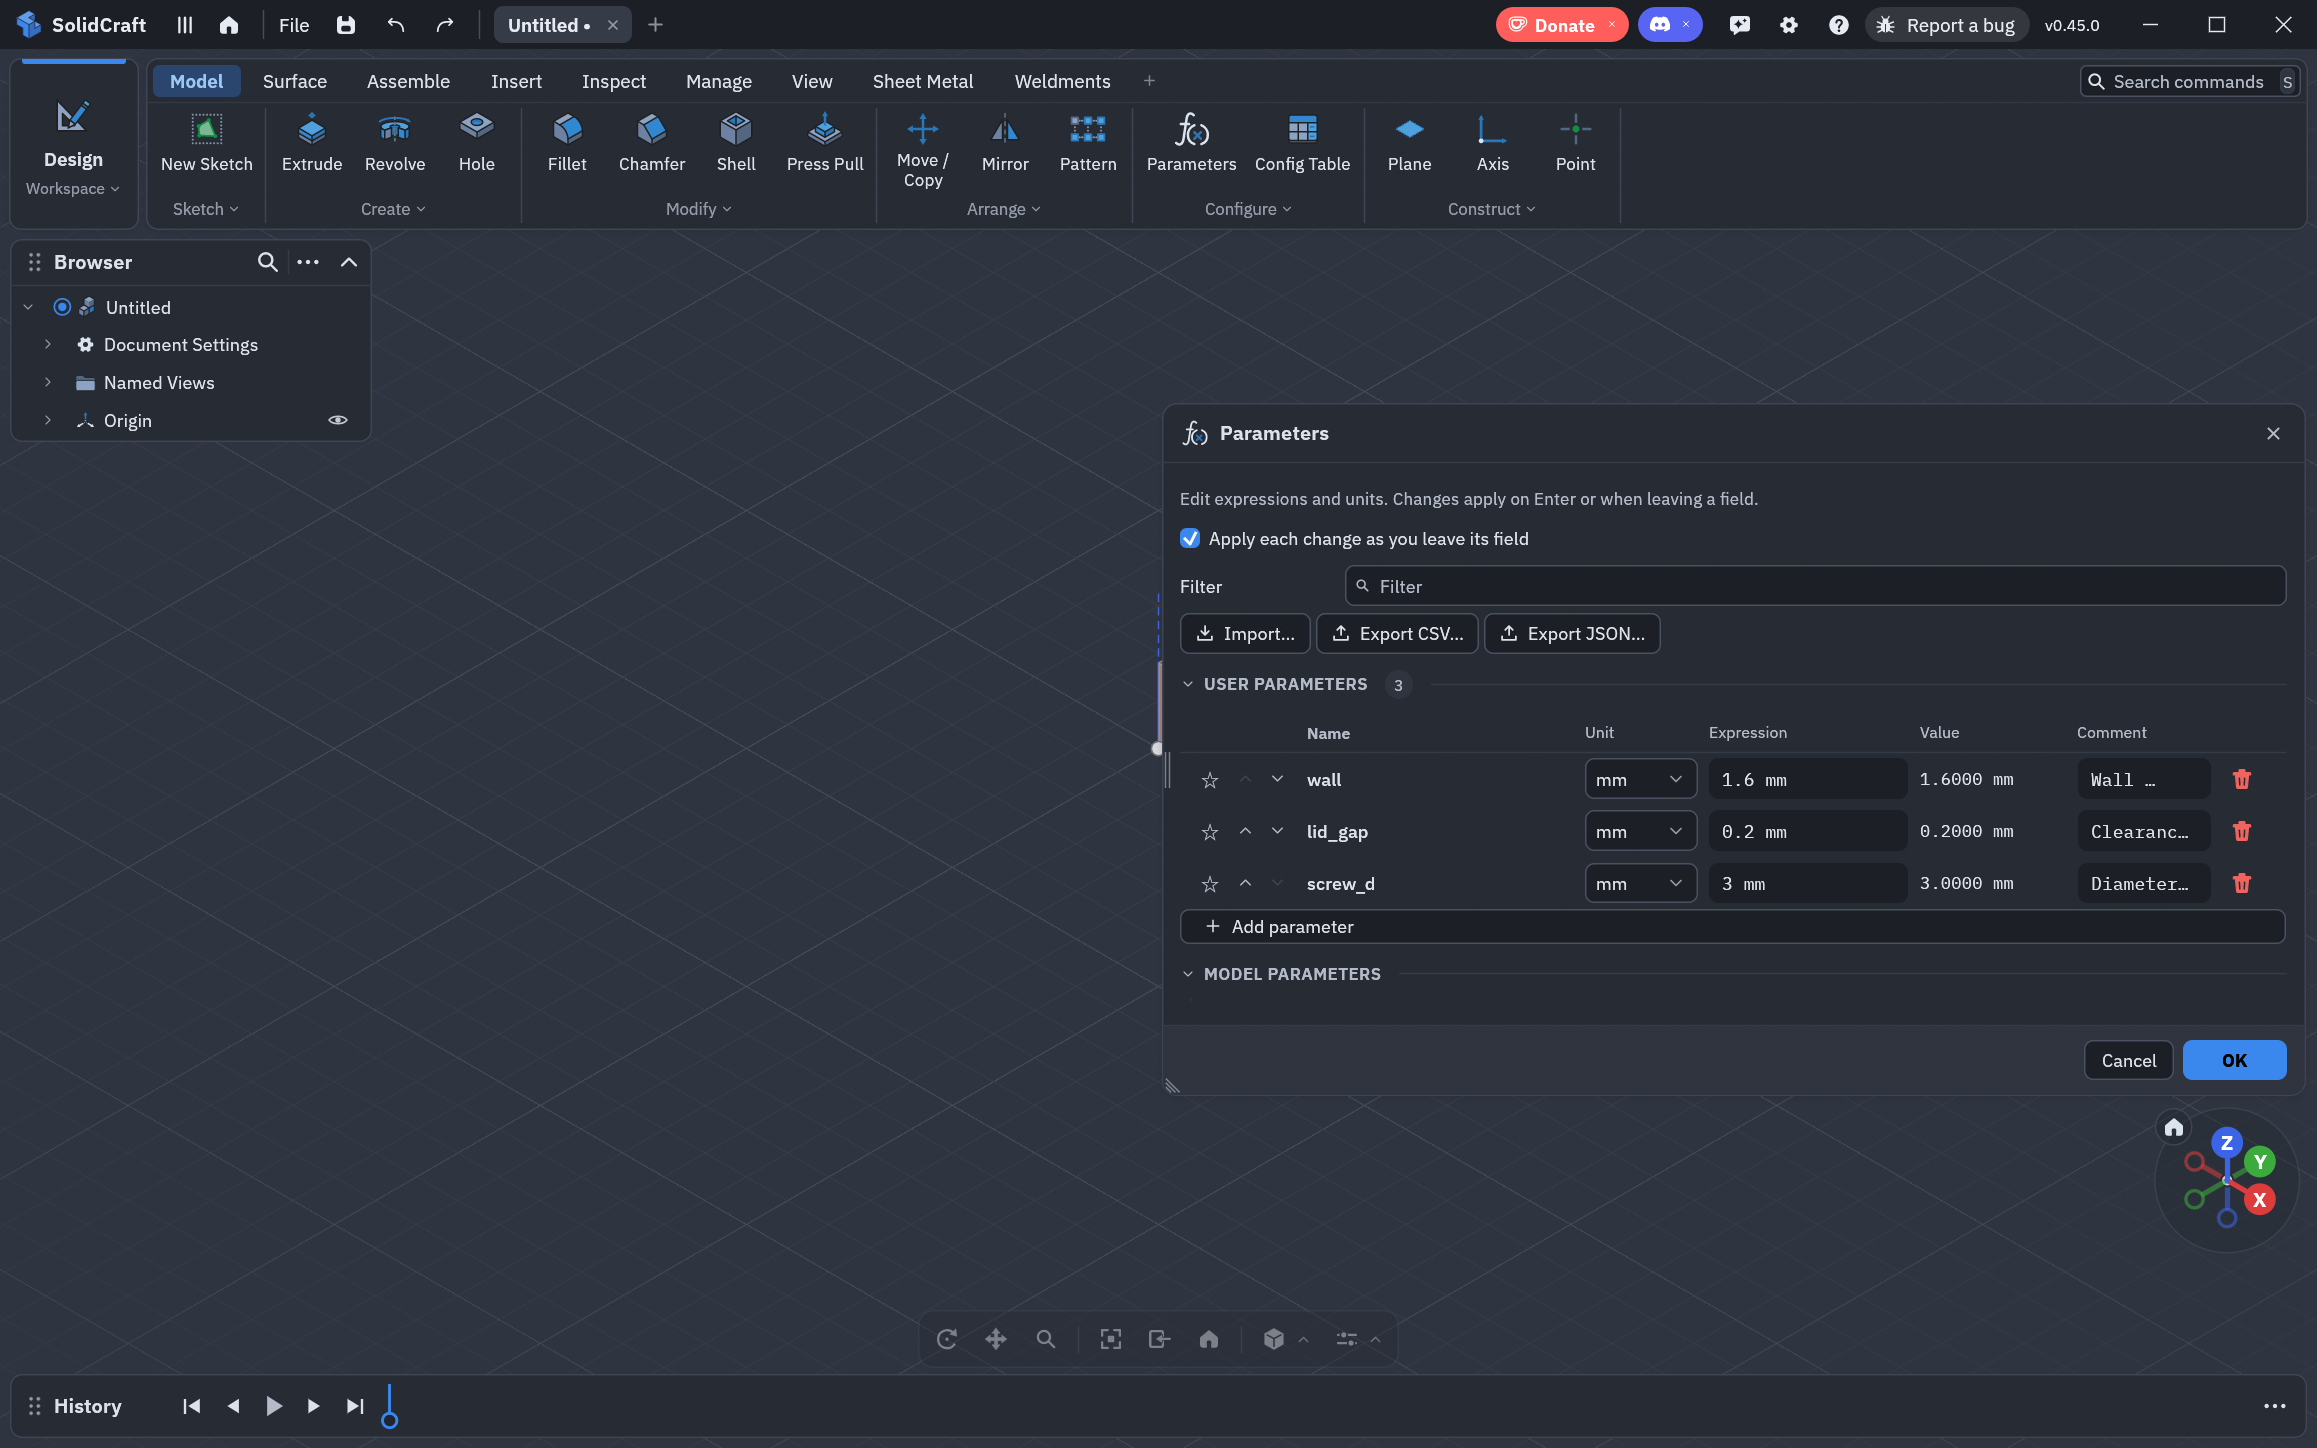 SolidCraft
File
Untitled •
Donate
Report a bug
v0.45.0
Design
Workspace
Model
Surface
Assemble
Insert
Inspect
Manage
View
Sheet Metal
Weldments
Search commands
S
New Sketch
Extrude
Revolve
Hole
Fillet
Chamfer
Shell
Press Pull
Move /
Copy
Mirror
Pattern
Parameters
Config Table
Plane
Axis
Point
Sketch
Create
Modify
Arrange
Configure
Construct
Browser
Untitled
Document Settings
Named Views
Origin
Parameters
Edit expressions and units. Changes apply on Enter or when leaving a field.
Apply each change as you leave its field
Filter
Filter
Import...
Export CSV...
Export JSON...
USER PARAMETERS 3
Name Unit Expression Value Comment
wall mm 1.6 mm 1.6000 mm Wall …
lid_gap mm 0.2 mm 0.2000 mm Clearanc…
screw_d mm 3 mm 3.0000 mm Diameter…
Add parameter
MODEL PARAMETERS
Cancel
OK
Z
Y
X
History